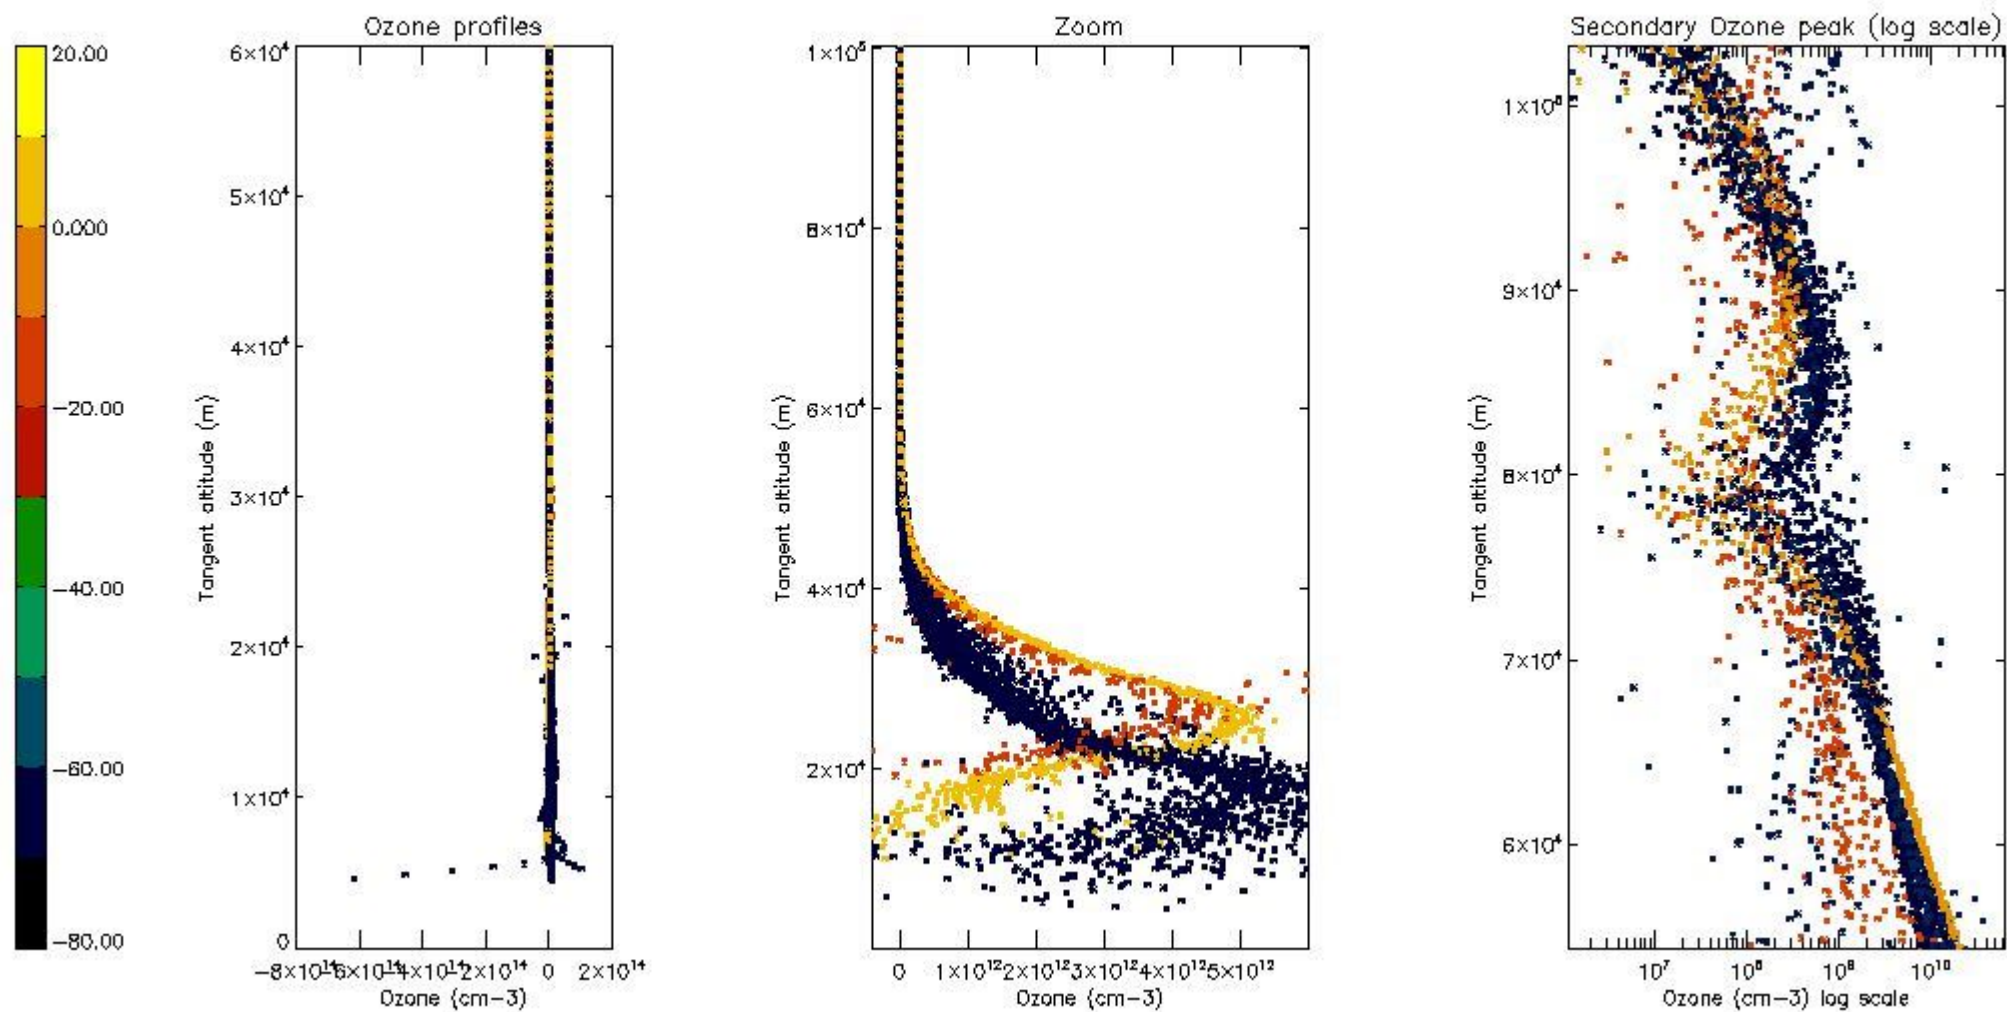 Ozone profiles
Zoom
Secondary Ozone peak (log scale)
20.00
0.000
−20.00
−40.00
−60.00
−80.00
6×10⁴
5×10⁴
4×10⁴
3×10⁴
2×10⁴
1×10⁴
0
Tangent altitude (m)
0
2×10¹⁴
Ozone (cm−3)
1×10⁵
8×10⁴
6×10⁴
4×10⁴
2×10⁴
Tangent altitude (m)
0 1×10¹² 2×10¹² 3×10¹² 4×10¹² 5×10¹²
Ozone (cm−3)
9×10⁴
8×10⁴
7×10⁴
6×10⁴
Tangent altitude (m)
10⁷ 10⁸ 10⁹ 10¹⁰
Ozone (cm−3) log scale